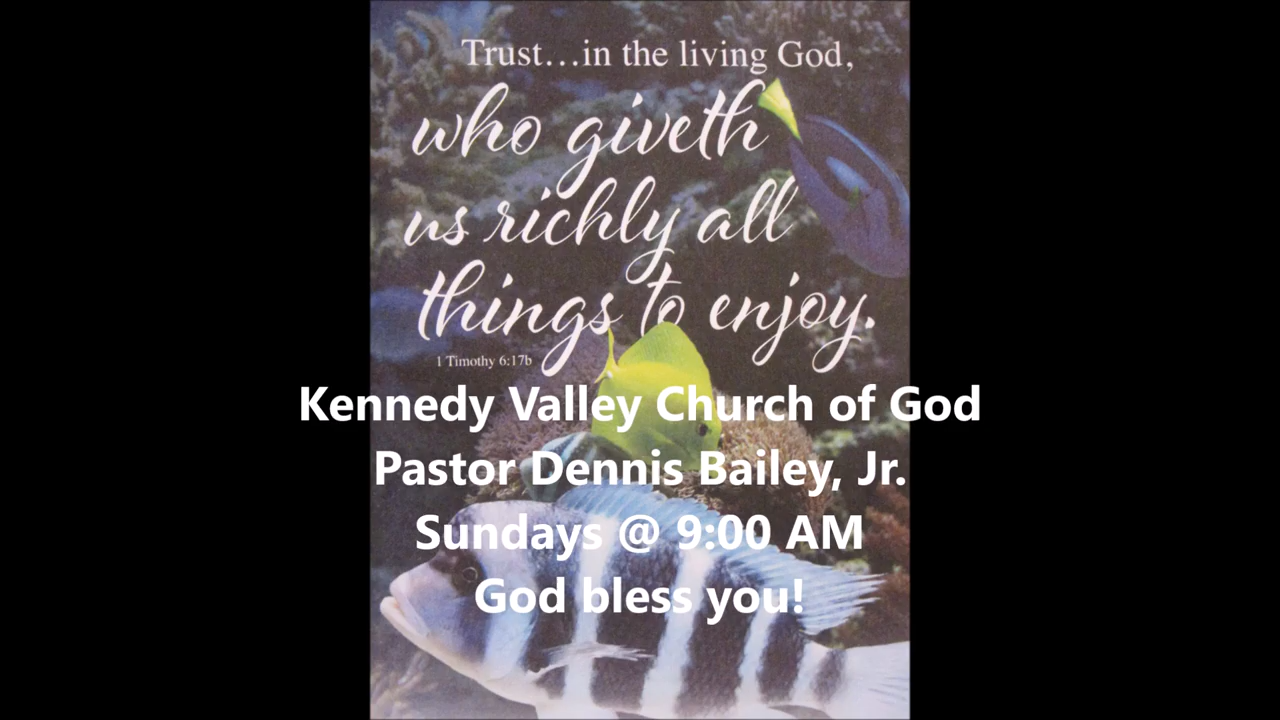 Trust…in the living God,
who giveth
us richly all
things to enjoy.
1 Timothy 6:17b
Kennedy Valley Church of God
Pastor Dennis Bailey, Jr.
Sundays @ 9:00 AM
God bless you!